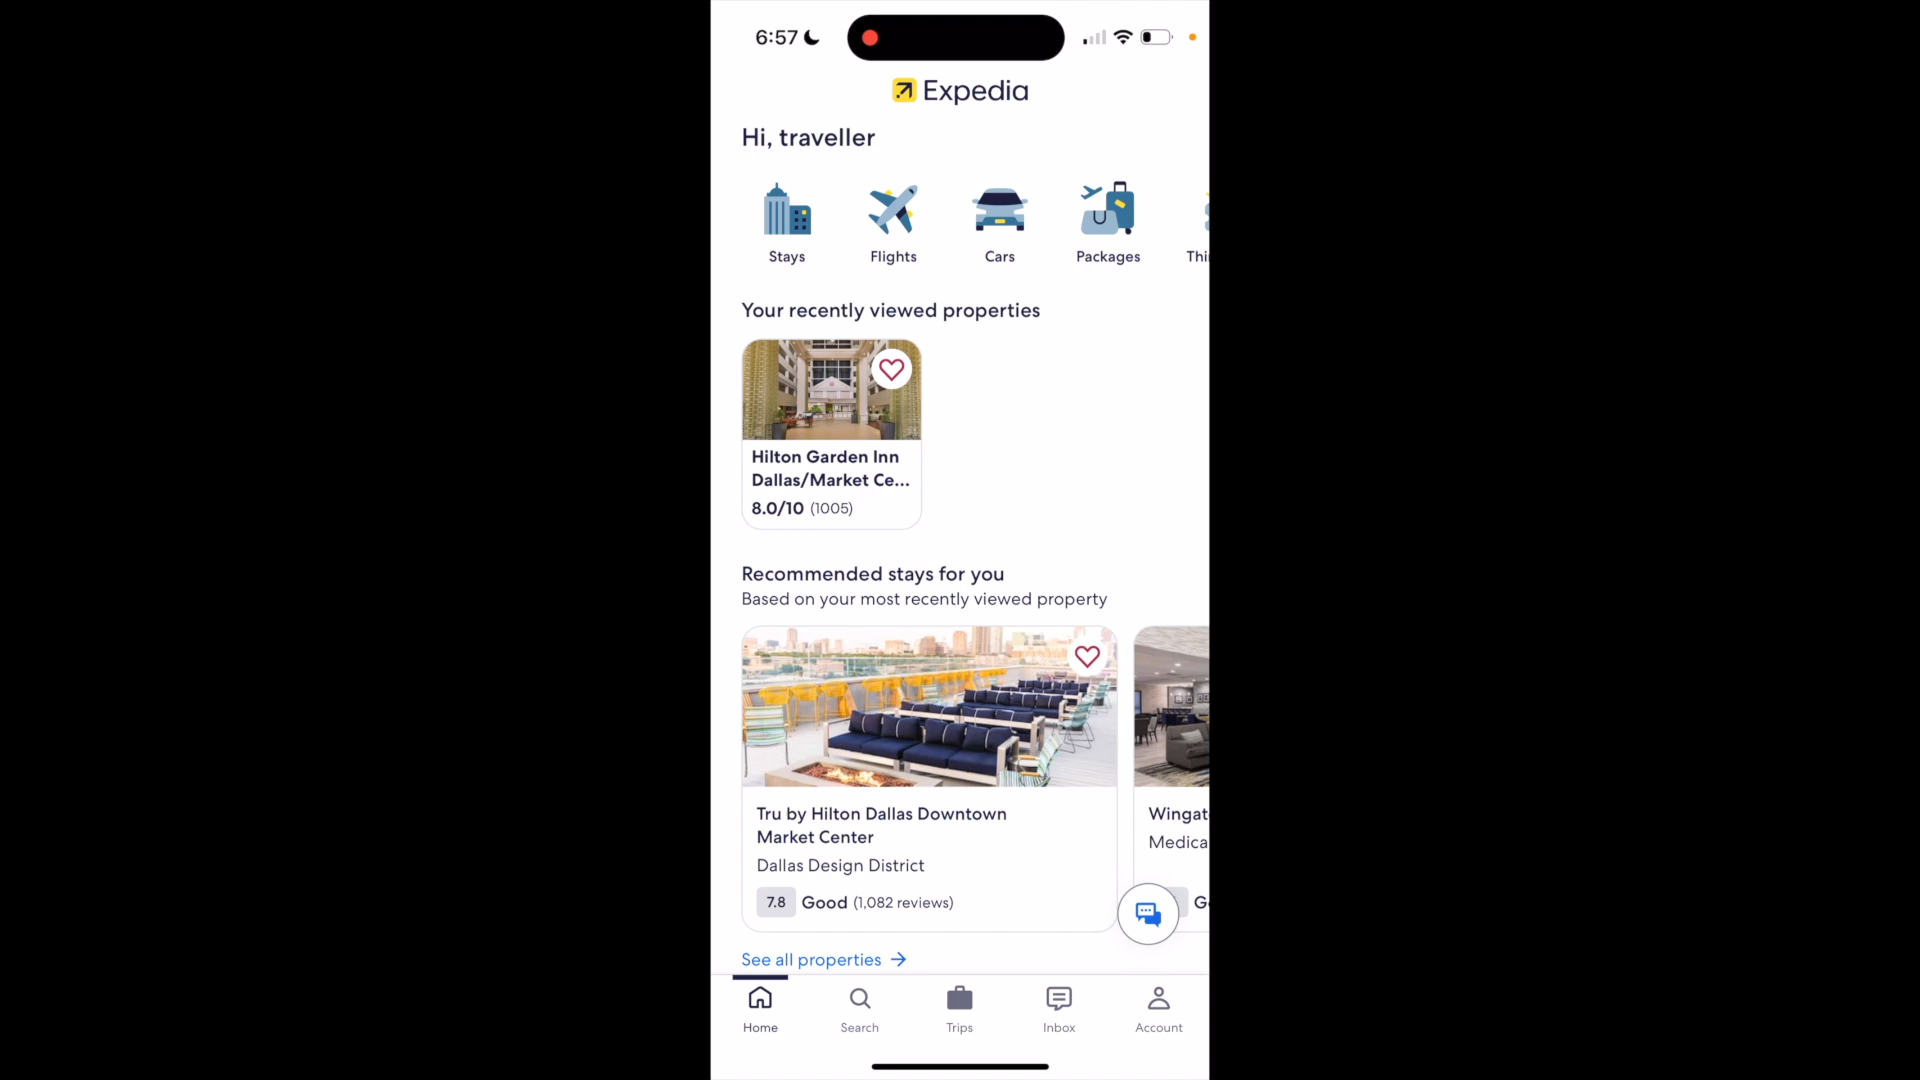 6:57
Expedia
Hi, traveller
Stays
Flights
Cars
Packages
Thi
Your recently viewed properties
Hilton Garden Inn
Dallas/Market Ce...
8.0/10 (1005)
Recommended stays for you
Based on your most recently viewed property
Tru by Hilton Dallas Downtown
Market Center
Dallas Design District
7.8 Good (1,082 reviews)
Wingat
Medica
G
See all properties
Home
Search
Trips
Inbox
Account